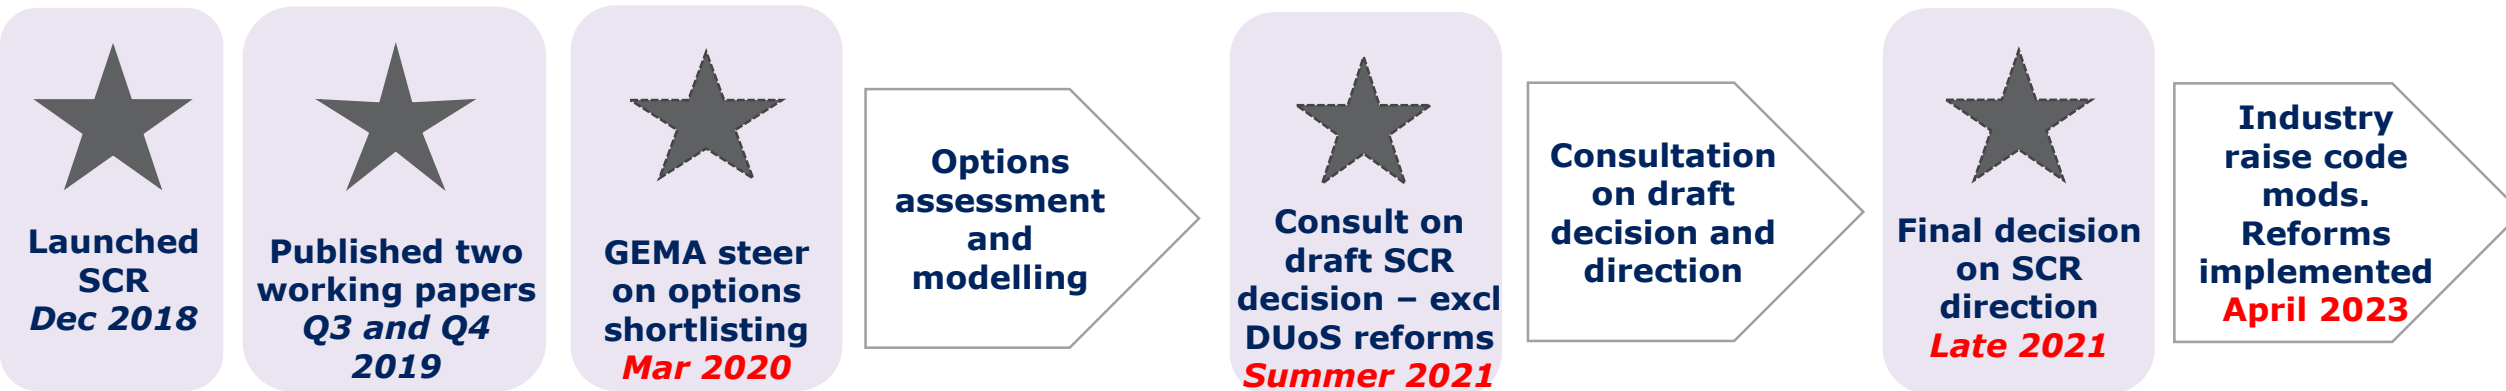 Launched
SCR
Dec 2018
Published two
working papers
Q3 and Q4
2019
GEMA steer
on options
shortlisting
Mar 2020
Options
assessment
and
modelling
Consult on
draft SCR
decision – excl
DUoS reforms
Summer 2021
Consultation
on draft
decision and
direction
Final decision
on SCR
direction
Late 2021
Industry
raise code
mods.
Reforms
implemented
April 2023